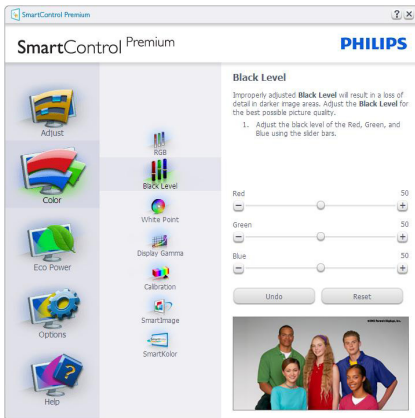 SmartControl Premium
SmartControl Premium
PHILIPS
Adjust
Color
Eco Power
Options
Help
RGB
Black Level
White Point
Display Gamma
Calibration
SmartImage
SmartKolor
Black Level
Improperly adjusted Black Level will result in a loss of
detail in darker image areas. Adjust the Black Level for
the best possible picture quality.
1. Adjust the black level of the Red, Green, and
Blue using the slider bars.
Red 50
Green 50
Blue 50
Undo Reset